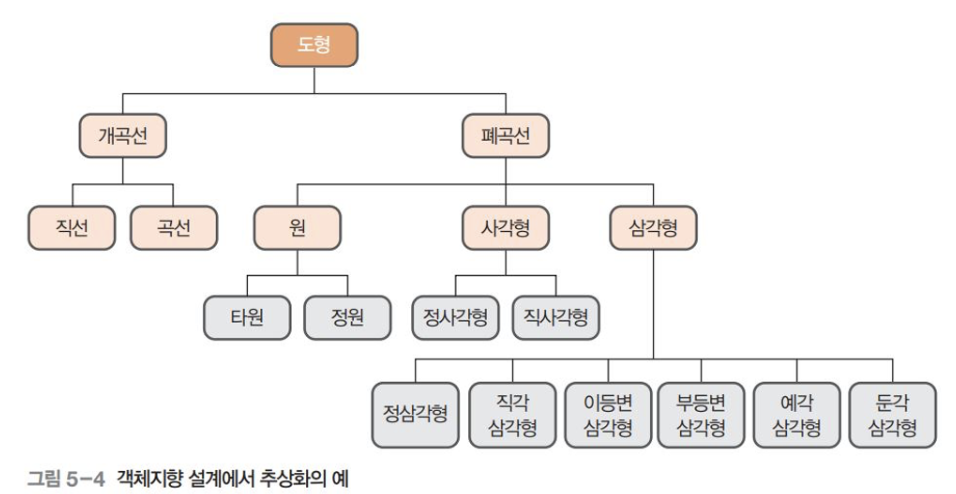 도형
개곡선
폐곡선
직선
곡선
원
사각형
삼각형
타원
정원
정사각형
직사각형
정삼각형
직각
삼각형
이등변
삼각형
부등변
삼각형
예각
삼각형
둔각
삼각형
그림 5-4 객체지향 설계에서 추상화의 예